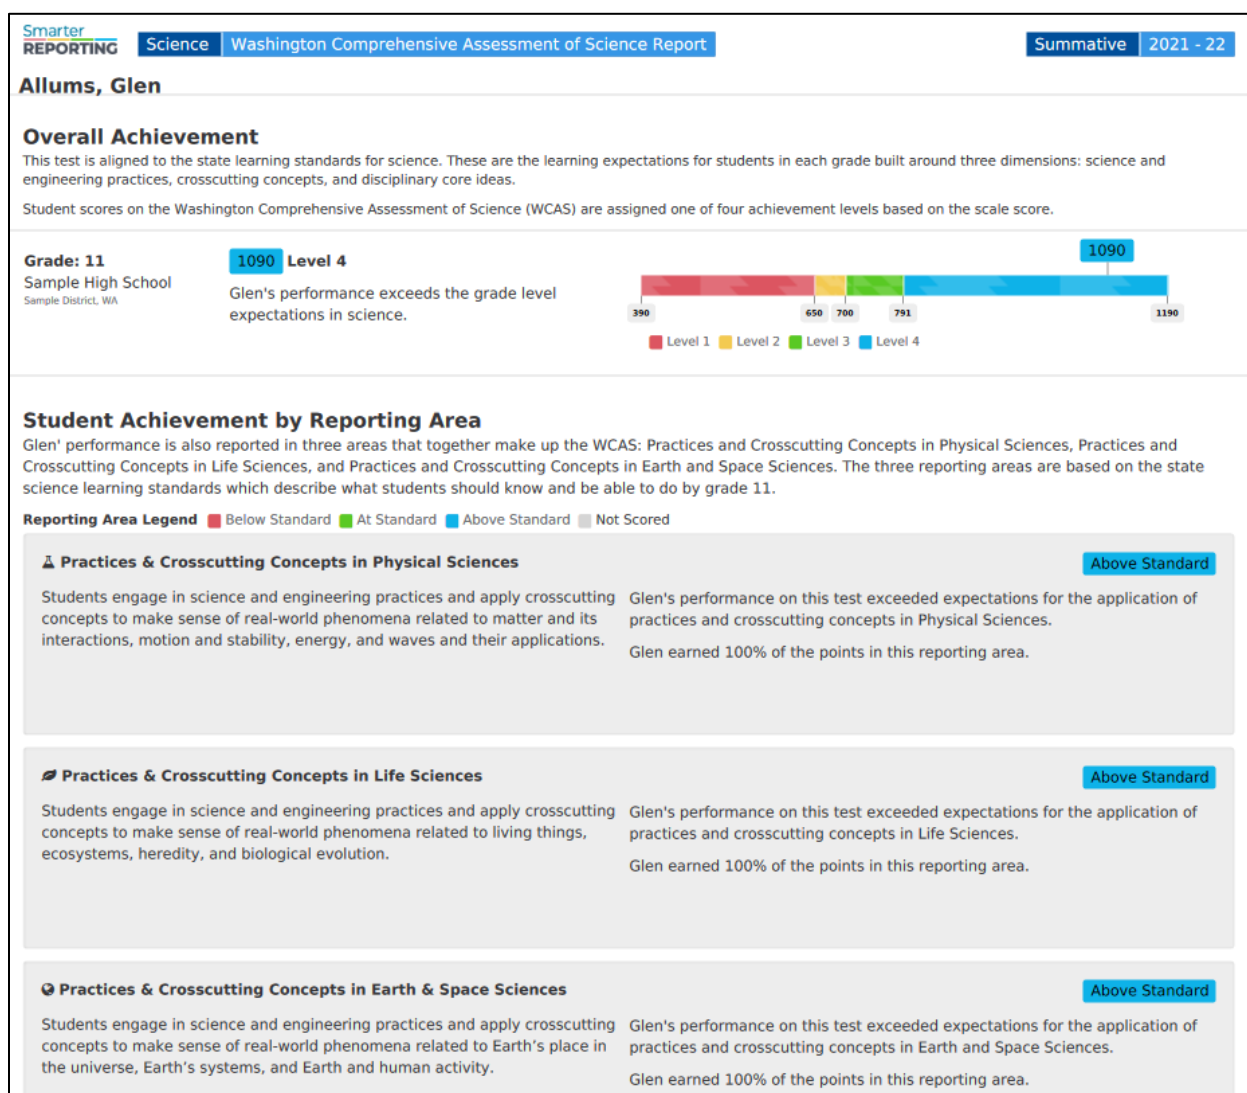 Smarter
REPORTING
Science Washington Comprehensive Assessment of Science Report
Summative 2021 - 22
Allums, Glen
Overall Achievement
This test is aligned to the state learning standards for science. These are the learning expectations for students in each grade built around three dimensions: science and
engineering practices, crosscutting concepts, and disciplinary core ideas.
Student scores on the Washington Comprehensive Assessment of Science (WCAS) are assigned one of four achievement levels based on the scale score.
Grade: 11
Sample High School
Sample District, WA
1090 Level 4
Glen's performance exceeds the grade level
expectations in science.
1090
390 650 700 791 1190
Level 1 Level 2 Level 3 Level 4
Student Achievement by Reporting Area
Glen' performance is also reported in three areas that together make up the WCAS: Practices and Crosscutting Concepts in Physical Sciences, Practices and
Crosscutting Concepts in Life Sciences, and Practices and Crosscutting Concepts in Earth and Space Sciences. The three reporting areas are based on the state
science learning standards which describe what students should know and be able to do by grade 11.
Reporting Area Legend Below Standard At Standard Above Standard Not Scored
Practices & Crosscutting Concepts in Physical Sciences
Above Standard
Students engage in science and engineering practices and apply crosscutting
concepts to make sense of real-world phenomena related to matter and its
interactions, motion and stability, energy, and waves and their applications.
Glen's performance on this test exceeded expectations for the application of
practices and crosscutting concepts in Physical Sciences.
Glen earned 100% of the points in this reporting area.
Practices & Crosscutting Concepts in Life Sciences
Above Standard
Students engage in science and engineering practices and apply crosscutting
concepts to make sense of real-world phenomena related to living things,
ecosystems, heredity, and biological evolution.
Glen's performance on this test exceeded expectations for the application of
practices and crosscutting concepts in Life Sciences.
Glen earned 100% of the points in this reporting area.
Practices & Crosscutting Concepts in Earth & Space Sciences
Above Standard
Students engage in science and engineering practices and apply crosscutting
concepts to make sense of real-world phenomena related to Earth’s place in
the universe, Earth’s systems, and Earth and human activity.
Glen's performance on this test exceeded expectations for the application of
practices and crosscutting concepts in Earth and Space Sciences.
Glen earned 100% of the points in this reporting area.